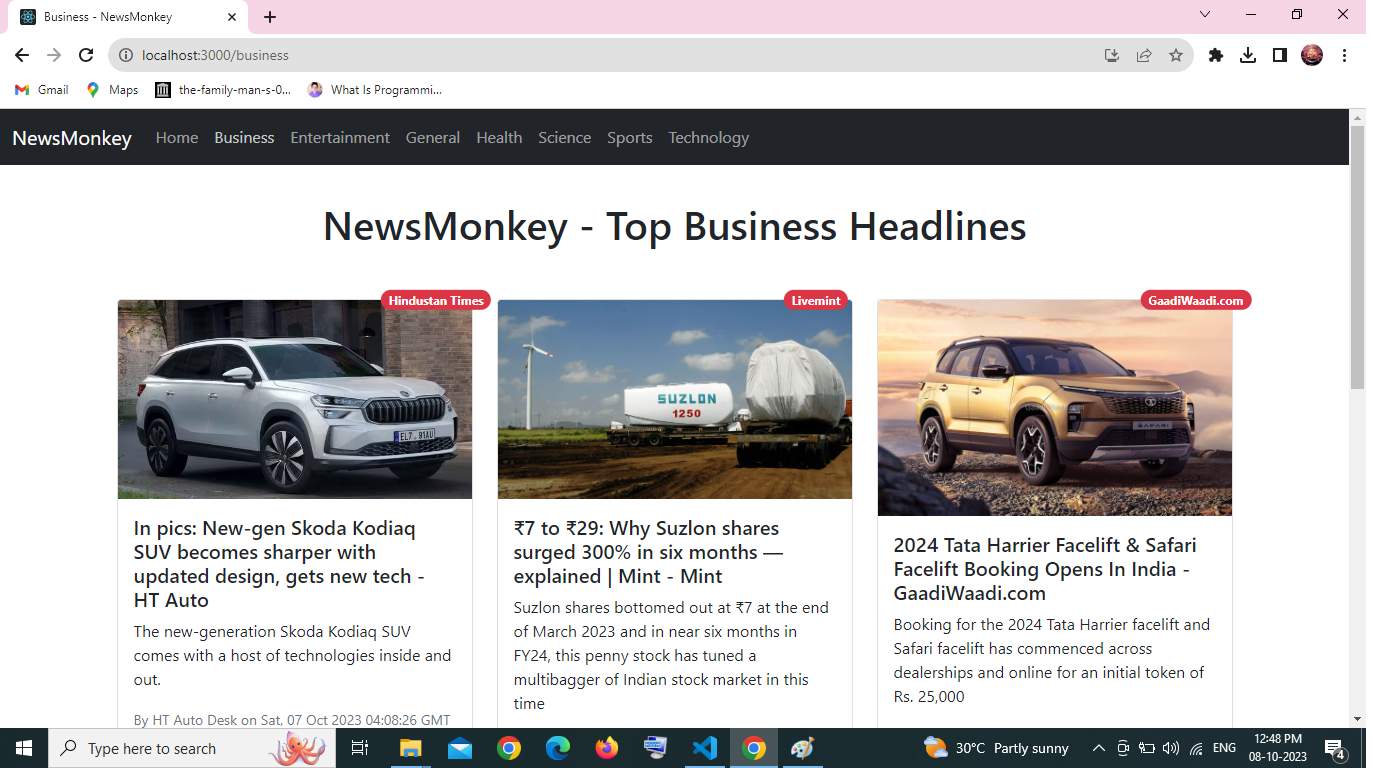 Business - NewsMonkey
localhost:3000/business
Gmail
Maps
the-family-man-s-0...
What Is Programmi...
NewsMonkey Home Business Entertainment General Health Science Sports Technology
NewsMonkey - Top Business Headlines
Hindustan Times
EL7 91AU
In pics: New-gen Skoda Kodiaq
SUV becomes sharper with
updated design, gets new tech -
HT Auto
The new-generation Skoda Kodiaq SUV
comes with a host of technologies inside and
out.
By HT Auto Desk on Sat, 07 Oct 2023 04:08:26 GMT
Livemint
SUZLON
1250
₹7 to ₹29: Why Suzlon shares
surged 300% in six months —
explained | Mint - Mint
Suzlon shares bottomed out at ₹7 at the end
of March 2023 and in near six months in
FY24, this penny stock has tuned a
multibagger of Indian stock market in this
time
GaadiWaadi.com
SAFARI
2024 Tata Harrier Facelift & Safari
Facelift Booking Opens In India -
GaadiWaadi.com
Booking for the 2024 Tata Harrier facelift and
Safari facelift has commenced across
dealerships and online for an initial token of
Rs. 25,000
Type here to search
30°C Partly sunny
ENG
12:48 PM
08-10-2023
4